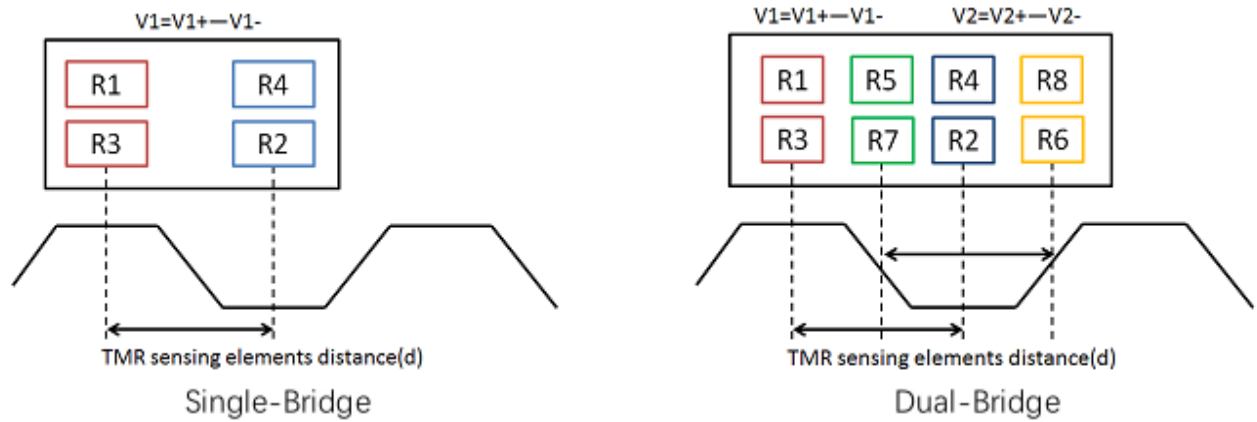 V1=V1+—V1-
R1 R4
R3 R2
TMR sensing elements distance(d)
Single-Bridge
V1=V1+—V1- V2=V2+—V2-
R1 R5 R4 R8
R3 R7 R2 R6
TMR sensing elements distance(d)
Dual-Bridge